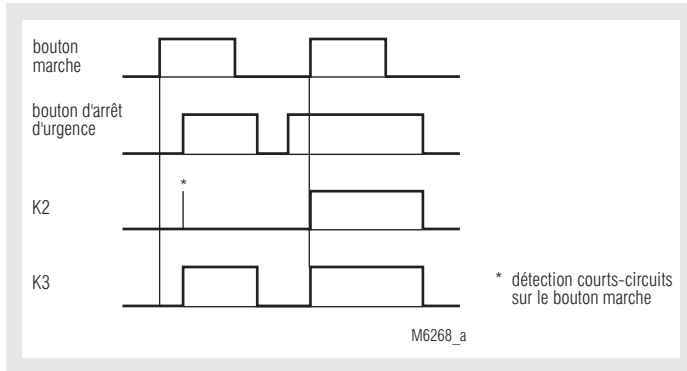 bouton
marche
bouton d'arrêt
d'urgence
*
K2
K3
* détection courts-circuits
sur le bouton marche
M6268_a